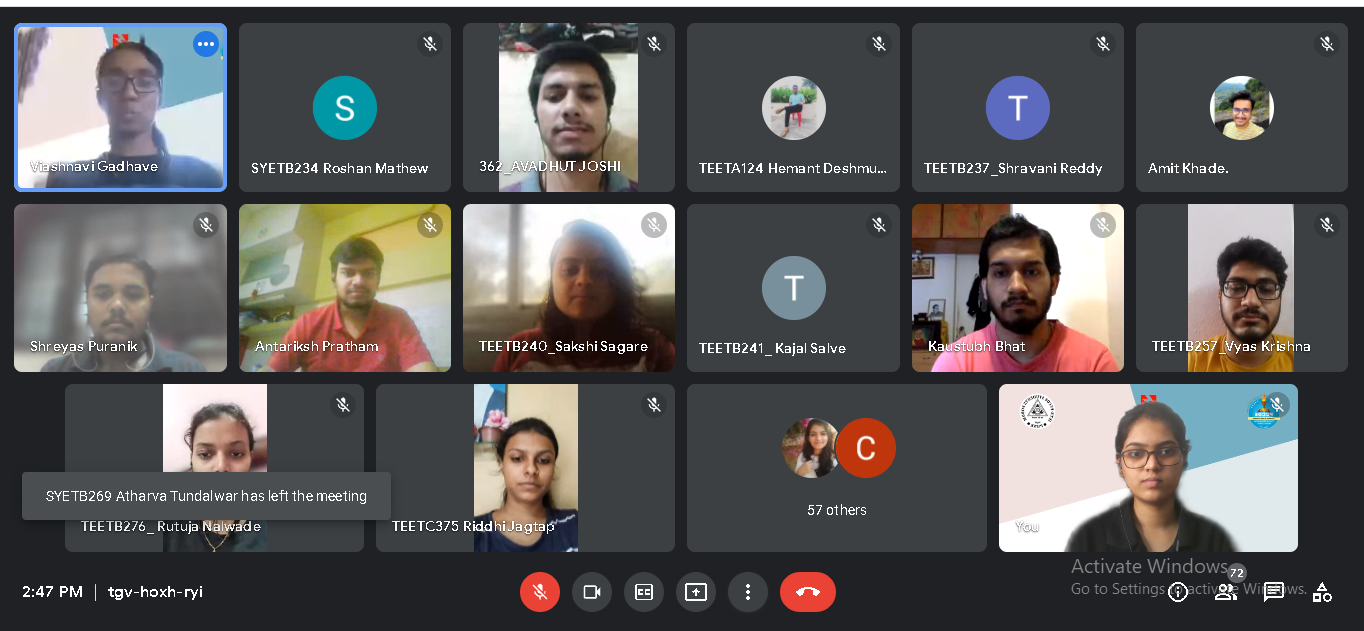 Viashnavi Gadhave
S
SYETB234 Roshan Mathew
362_AVADHUT JOSHI
TEETA124 Hemant Deshmu...
T
TEETB237_Shravani Reddy
Amit Khade.
Shreyas Puranik
Antariksh Pratham
TEETB240_Sakshi Sagare
T
TEETB241_ Kajal Salve
Kaustubh Bhat
TEETB257_Vyas Krishna
SYETB269 Atharva Tundalwar has left the meeting
TEETB276_ Rutuja Nalwade
TEETC375 Riddhi Jagtap
C
57 others
You
Activate Windows
Go to Settings to activate Windows.
2:47 PM | tgv-hoxh-ryi
72